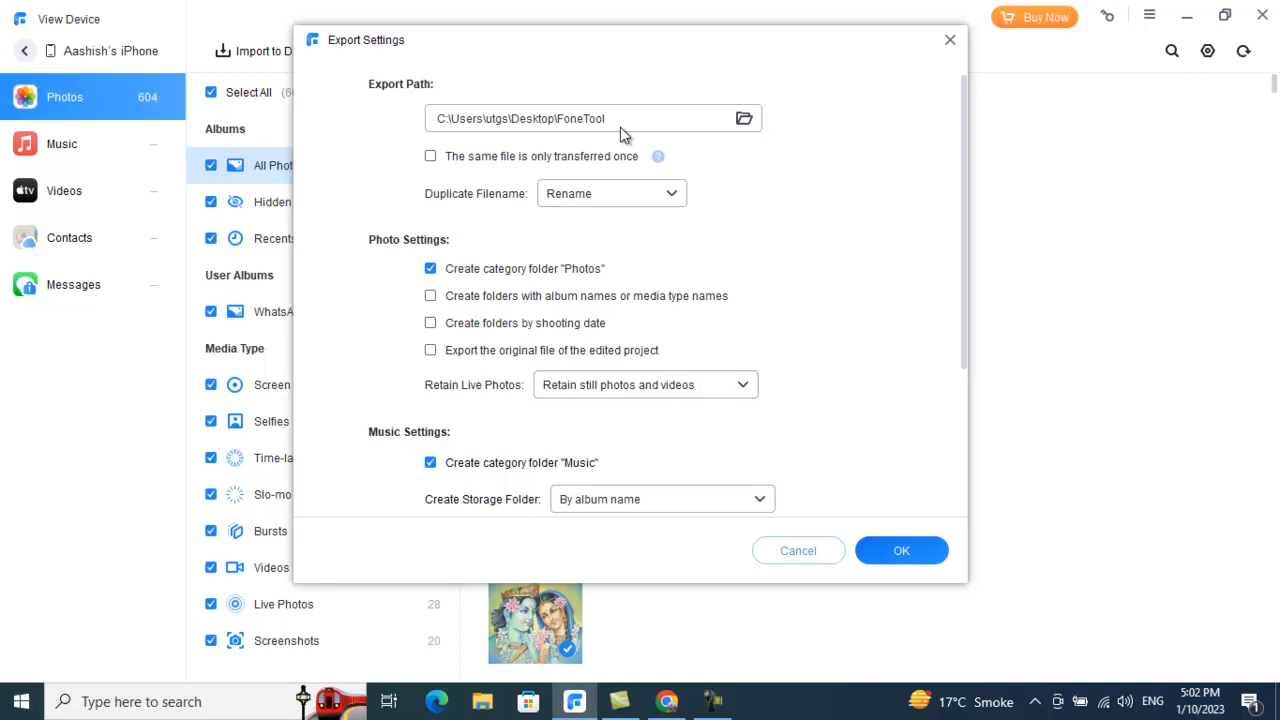 View Device
Buy Now
Aashish's iPhone
Import to D
Photos 604
Music --
Videos --
Contacts --
Messages --
Select All (6
Albums
All Phot
Hidden
Recents
User Albums
WhatsA
Media Type
Screen
Selfies
Time-la
Slo-mo
Bursts
Videos
Live Photos 28
Screenshots 20
Export Settings
Export Path:
C:\Users\utgs\Desktop\FoneTool
The same file is only transferred once ?
Duplicate Filename: Rename
Photo Settings:
Create category folder "Photos"
Create folders with album names or media type names
Create folders by shooting date
Export the original file of the edited project
Retain Live Photos: Retain still photos and videos
Music Settings:
Create category folder "Music"
Create Storage Folder: By album name
Cancel OK
Type here to search
17°C Smoke
ENG
5:02 PM
1/10/2023
1